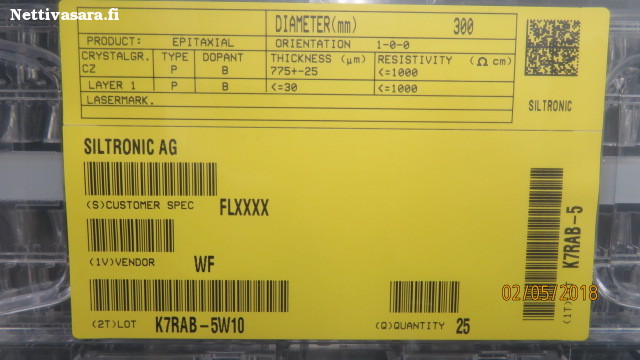 Nettivasara.fi
DIAMETER(mm) 300
PRODUCT: EPITAXIAL ORIENTATION 1-0-0
CRYSTALGR. TYPE DOPANT THICKNESS (µm) RESISTIVITY (Ωcm)
CZ P B 775+-25 <=1000
LAYER 1 P B <=30 <=1000
LASERMARK.
SILTRONIC
SILTRONIC AG
(S)CUSTOMER SPEC FLXXXX
(1V)VENDOR WF
(2T)LOT K7RAB-5W10
(Q)QUANTITY 25
(1T) K7RAB-5
02/05/2018